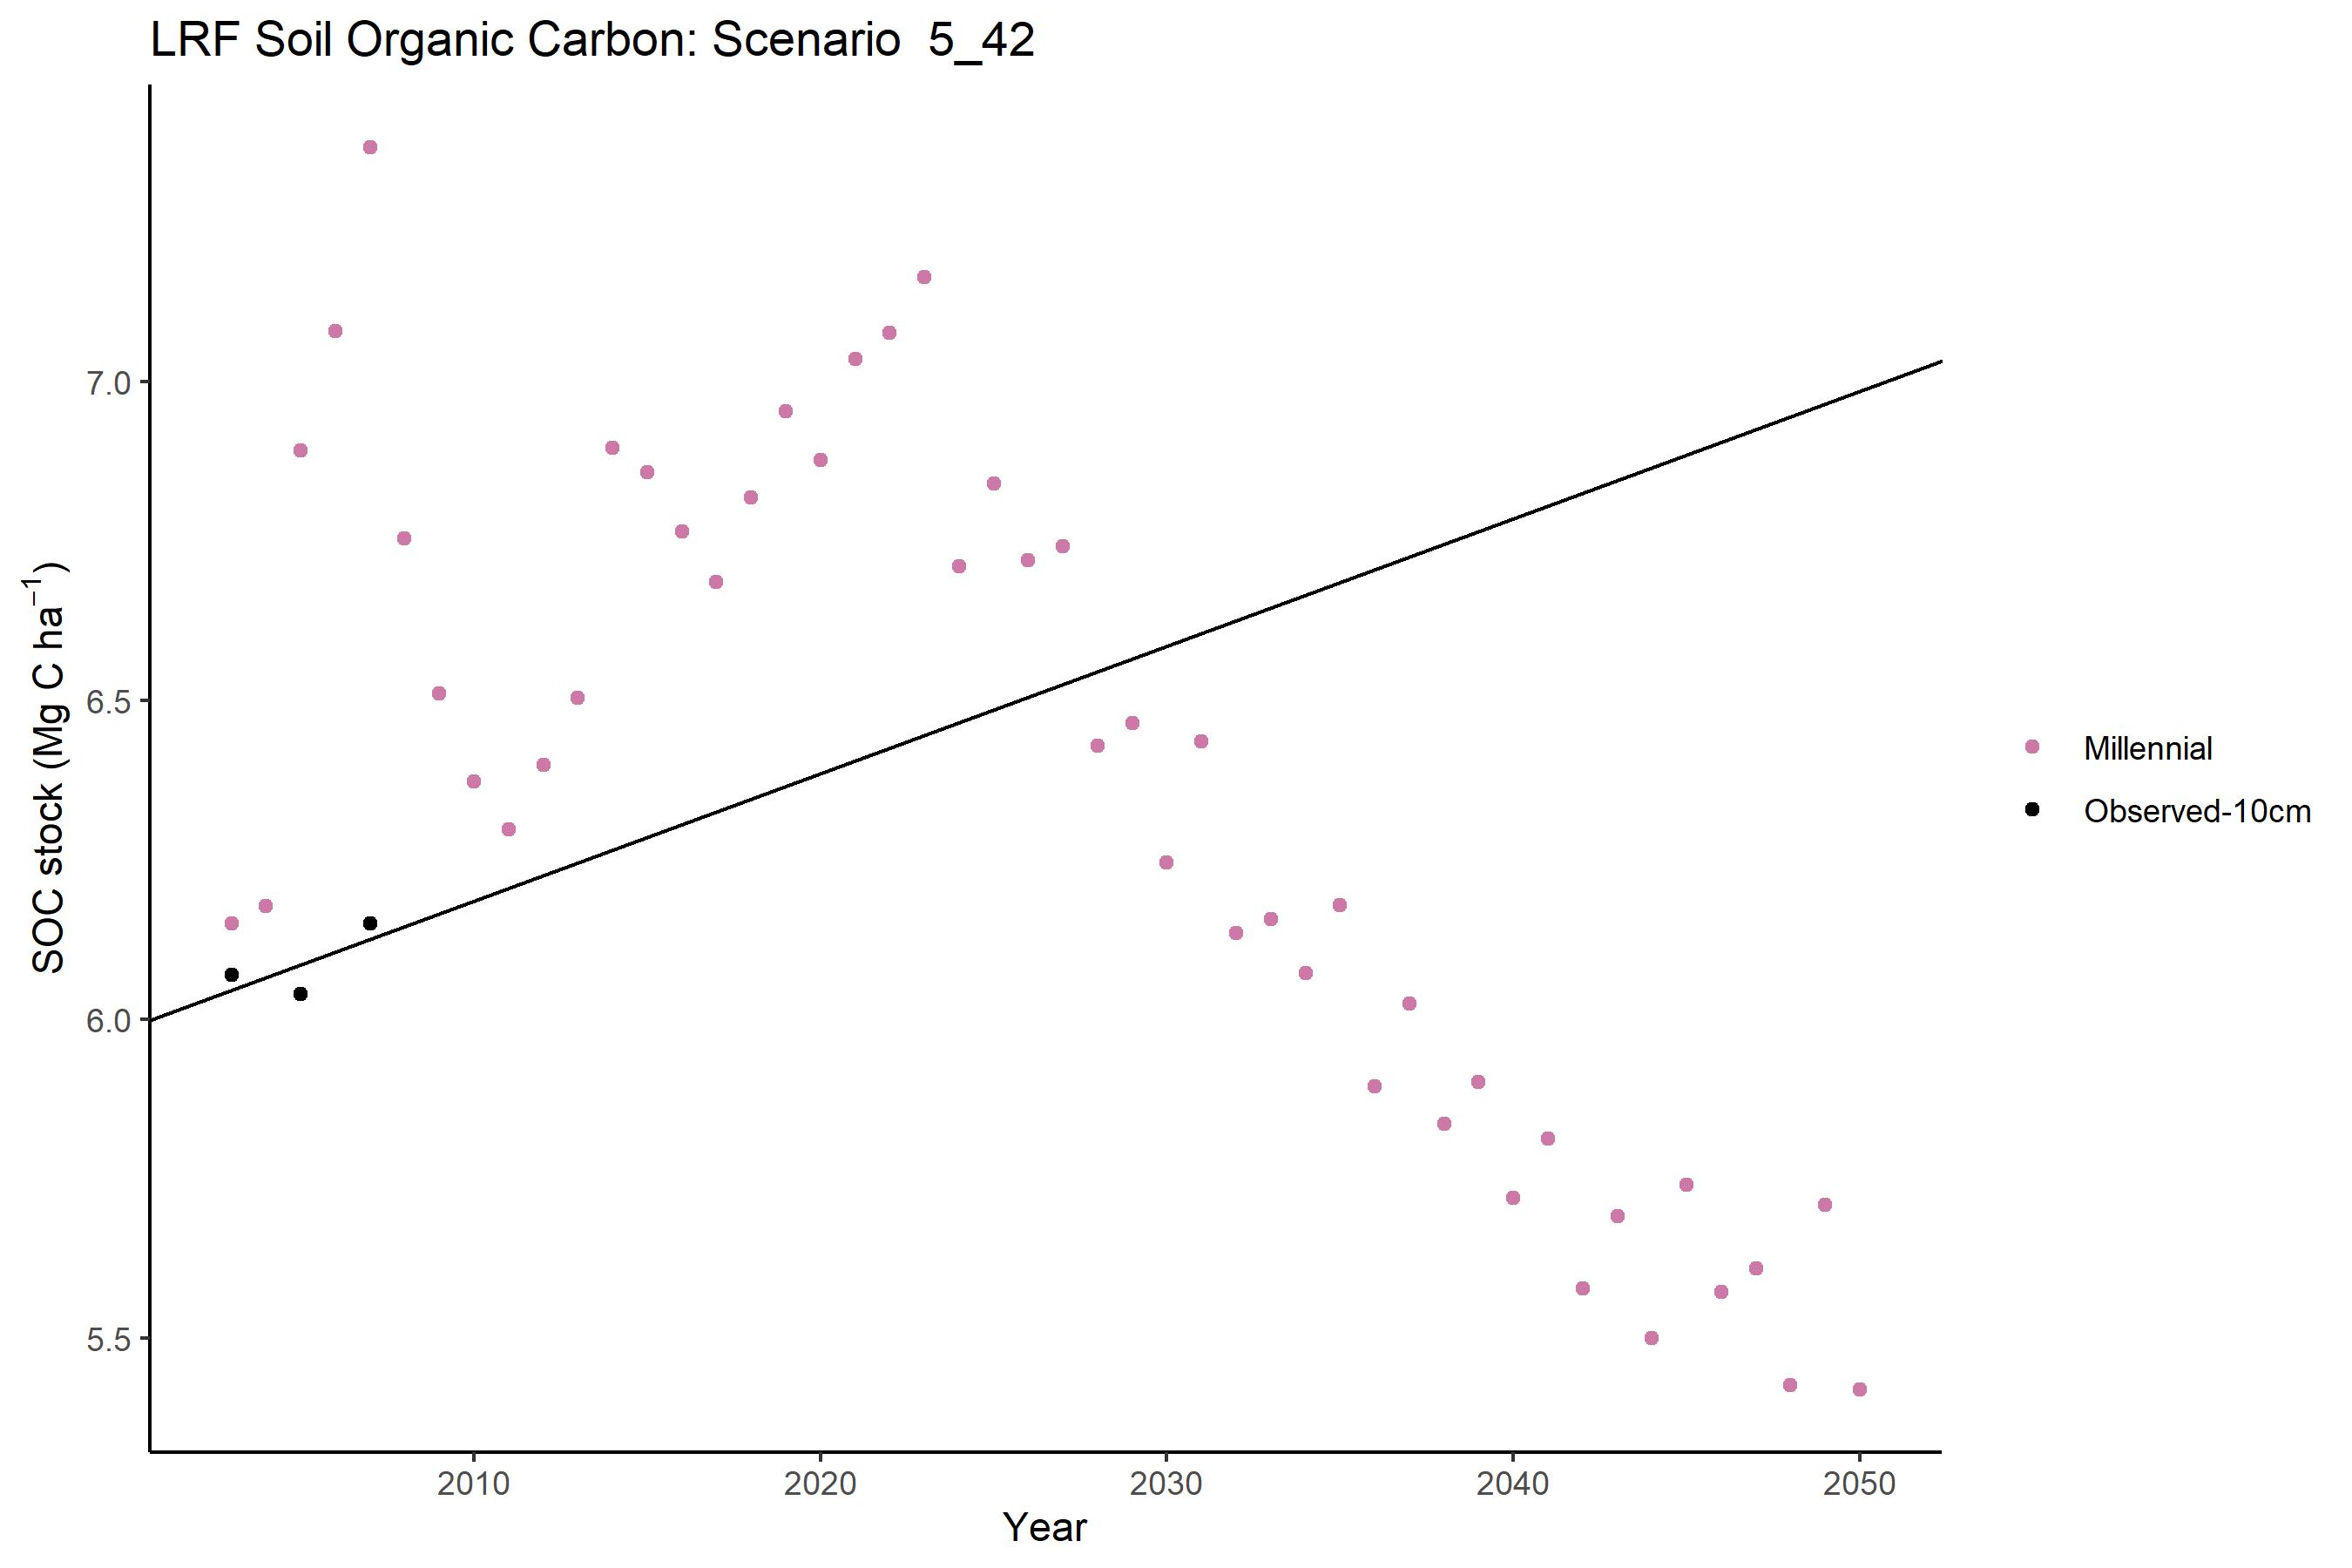 LRF Soil Organic Carbon: Scenario  5_42
SOC stock (Mg C ha⁻¹)
7.0
6.5
6.0
5.5
2010
2020
2030
2040
2050
Year
Millennial
Observed-10cm